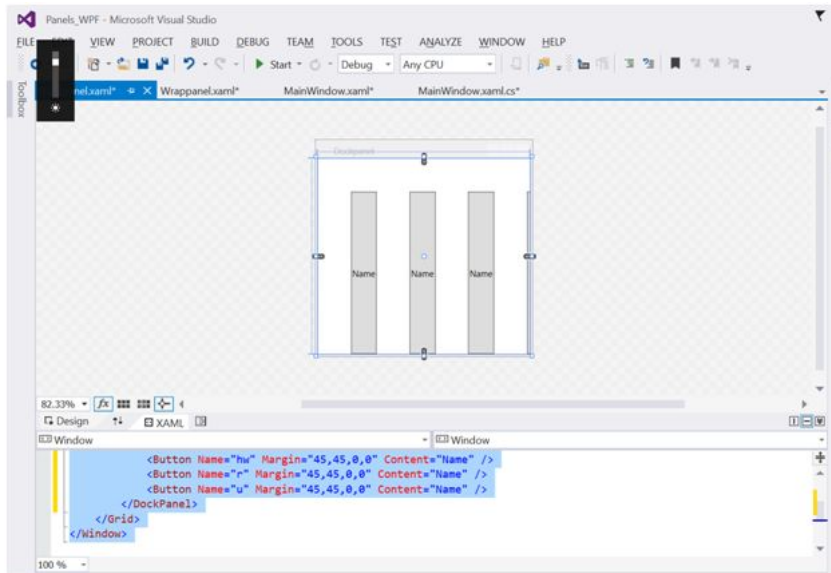 Panels_WPF - Microsoft Visual Studio
FILE VIEW PROJECT BUILD DEBUG TEAM TOOLS TEST ANALYZE WINDOW HELP
Start Debug Any CPU
Toolbox
nel.xaml* Wrappanel.xaml* MainWindow.xaml* MainWindow.xaml.cs*
Dockpanel
Name Name Name
82.33% fx
Design XAML
Window Window
<Button Name="hw" Margin="45,45,0,0" Content="Name" />
<Button Name="r" Margin="45,45,0,0" Content="Name" />
<Button Name="u" Margin="45,45,0,0" Content="Name" />
</DockPanel>
</Grid>
</Window>
100 %